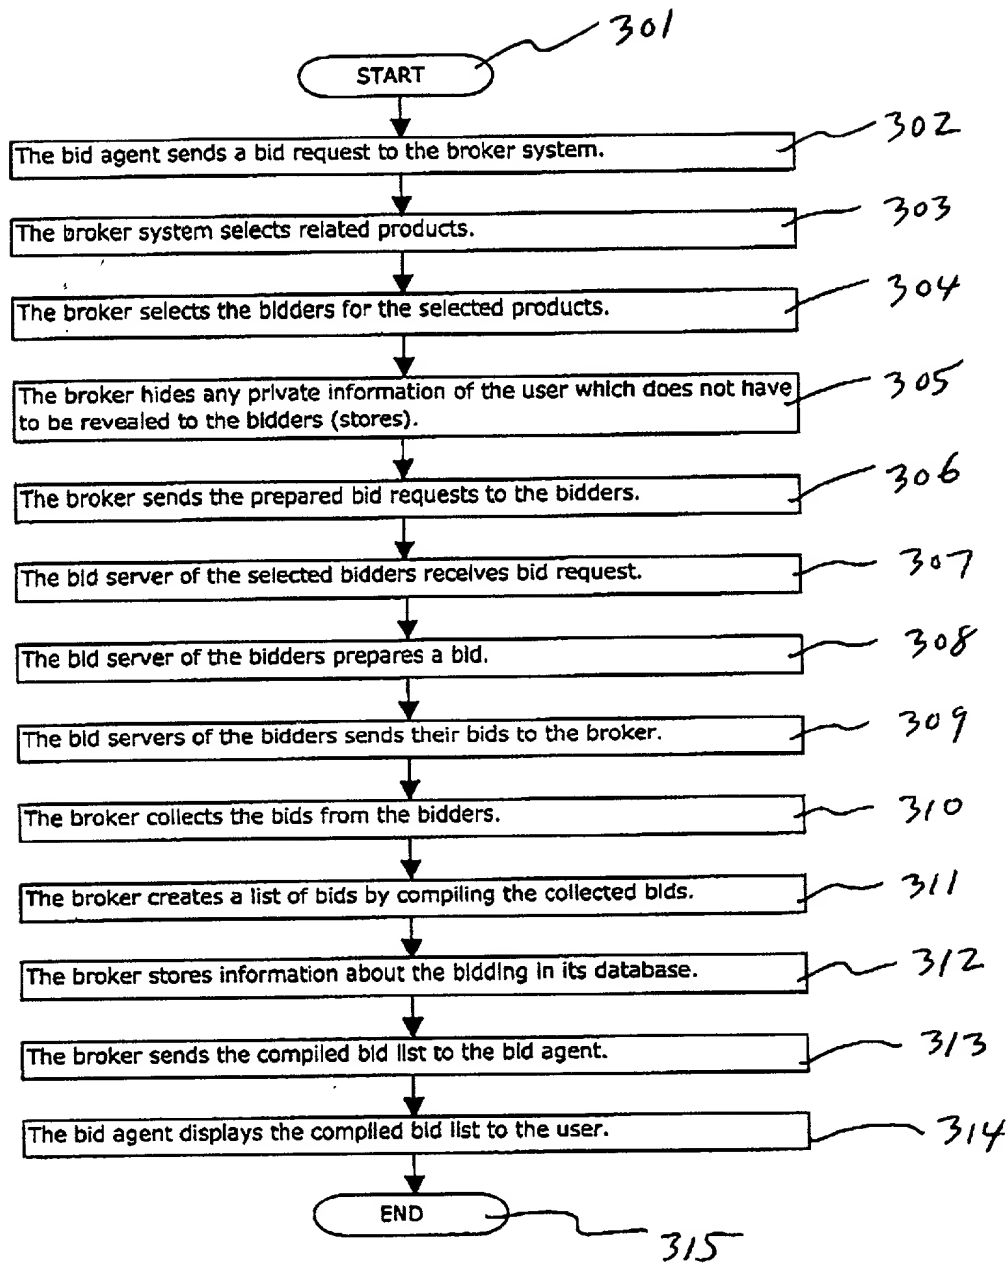 301
START
302
The bid agent sends a bid request to the broker system.
303
The broker system selects related products.
304
The broker selects the bidders for the selected products.
305
The broker hides any private information of the user which does not have
to be revealed to the bidders (stores).
306
The broker sends the prepared bid requests to the bidders.
307
The bid server of the selected bidders receives bid request.
308
The bid server of the bidders prepares a bid.
309
The bid servers of the bidders sends their bids to the broker.
310
The broker collects the bids from the bidders.
311
The broker creates a list of bids by compiling the collected bids.
312
The broker stores information about the bidding in its database.
313
The broker sends the compiled bid list to the bid agent.
314
The bid agent displays the compiled bid list to the user.
END
315